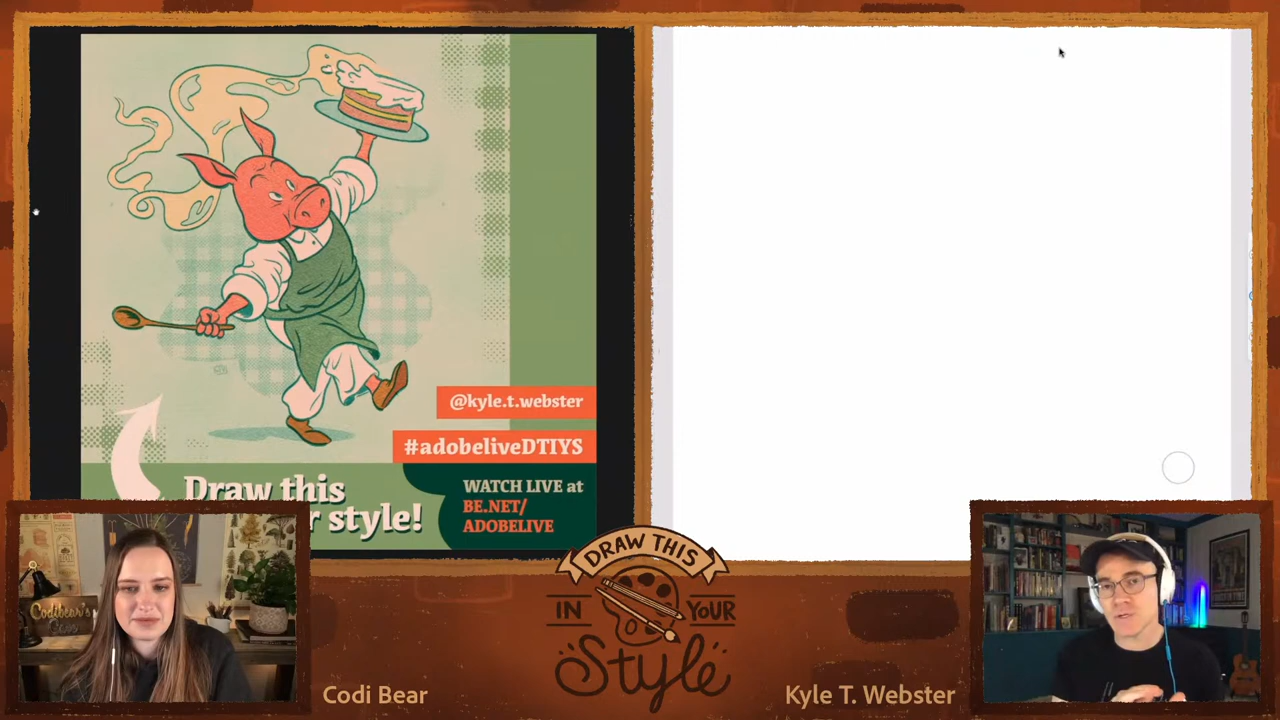 @kyle.t.webster
#adobeliveDTIYS
Draw this
r style!
WATCH LIVE at
BE.NET/
ADOBELIVE
DRAW THIS
IN YOUR
Style
Codibear's
Codi Bear
Kyle T. Webster